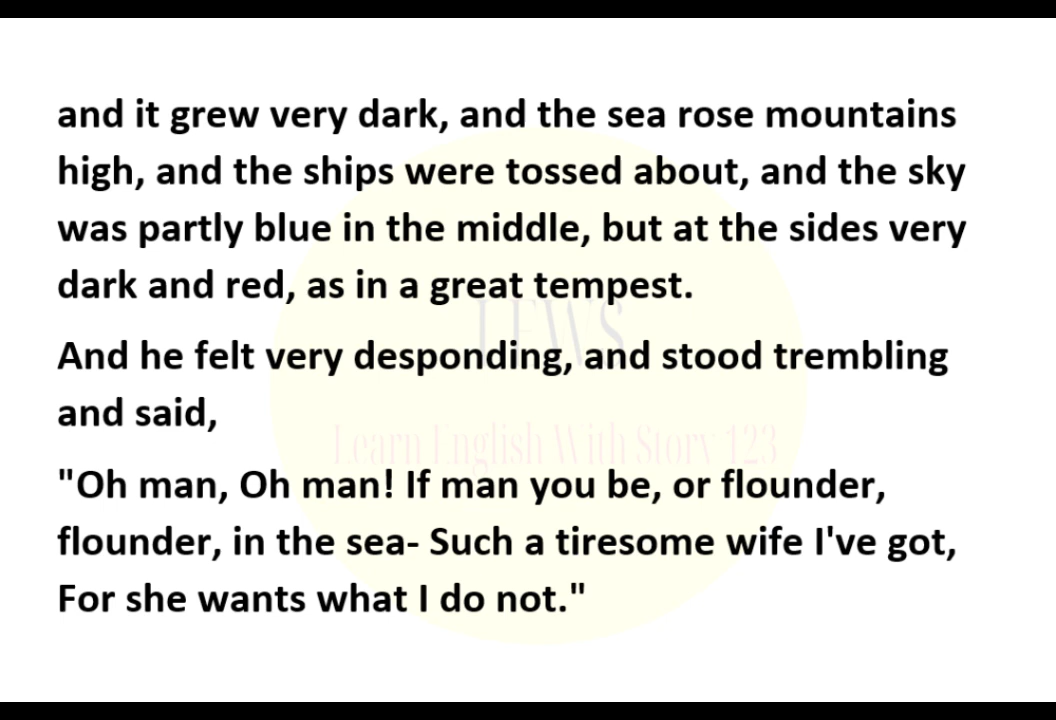 and it grew very dark, and the sea rose mountains
high, and the ships were tossed about, and the sky
was partly blue in the middle, but at the sides very
dark and red, as in a great tempest.
LEWS
And he felt very desponding, and stood trembling
and said,
Learn English With Story 123
"Oh man, Oh man! If man you be, or flounder,
flounder, in the sea- Such a tiresome wife I've got,
For she wants what I do not."